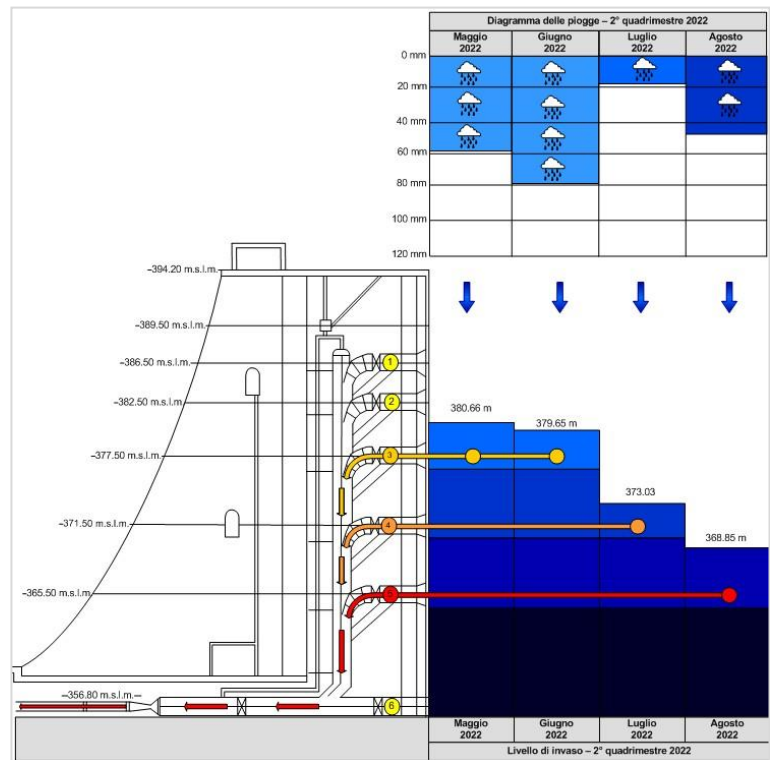 Diagramma delle piogge – 2° quadrimestre 2022
Maggio 2022
Giugno 2022
Luglio 2022
Agosto 2022
0 mm
20 mm
40 mm
60 mm
80 mm
100 mm
120 mm
–394.20 m.s.l.m.
–389.50 m.s.l.m.
–386.50 m.s.l.m.
1
–382.50 m.s.l.m.
2
380.66 m
379.65 m
–377.50 m.s.l.m.
3
373.03
–371.50 m.s.l.m.
4
368.85 m
–365.50 m.s.l.m.
5
–356.80 m.s.l.m.
6
Maggio 2022
Giugno 2022
Luglio 2022
Agosto 2022
Livello di invaso – 2° quadrimestre 2022